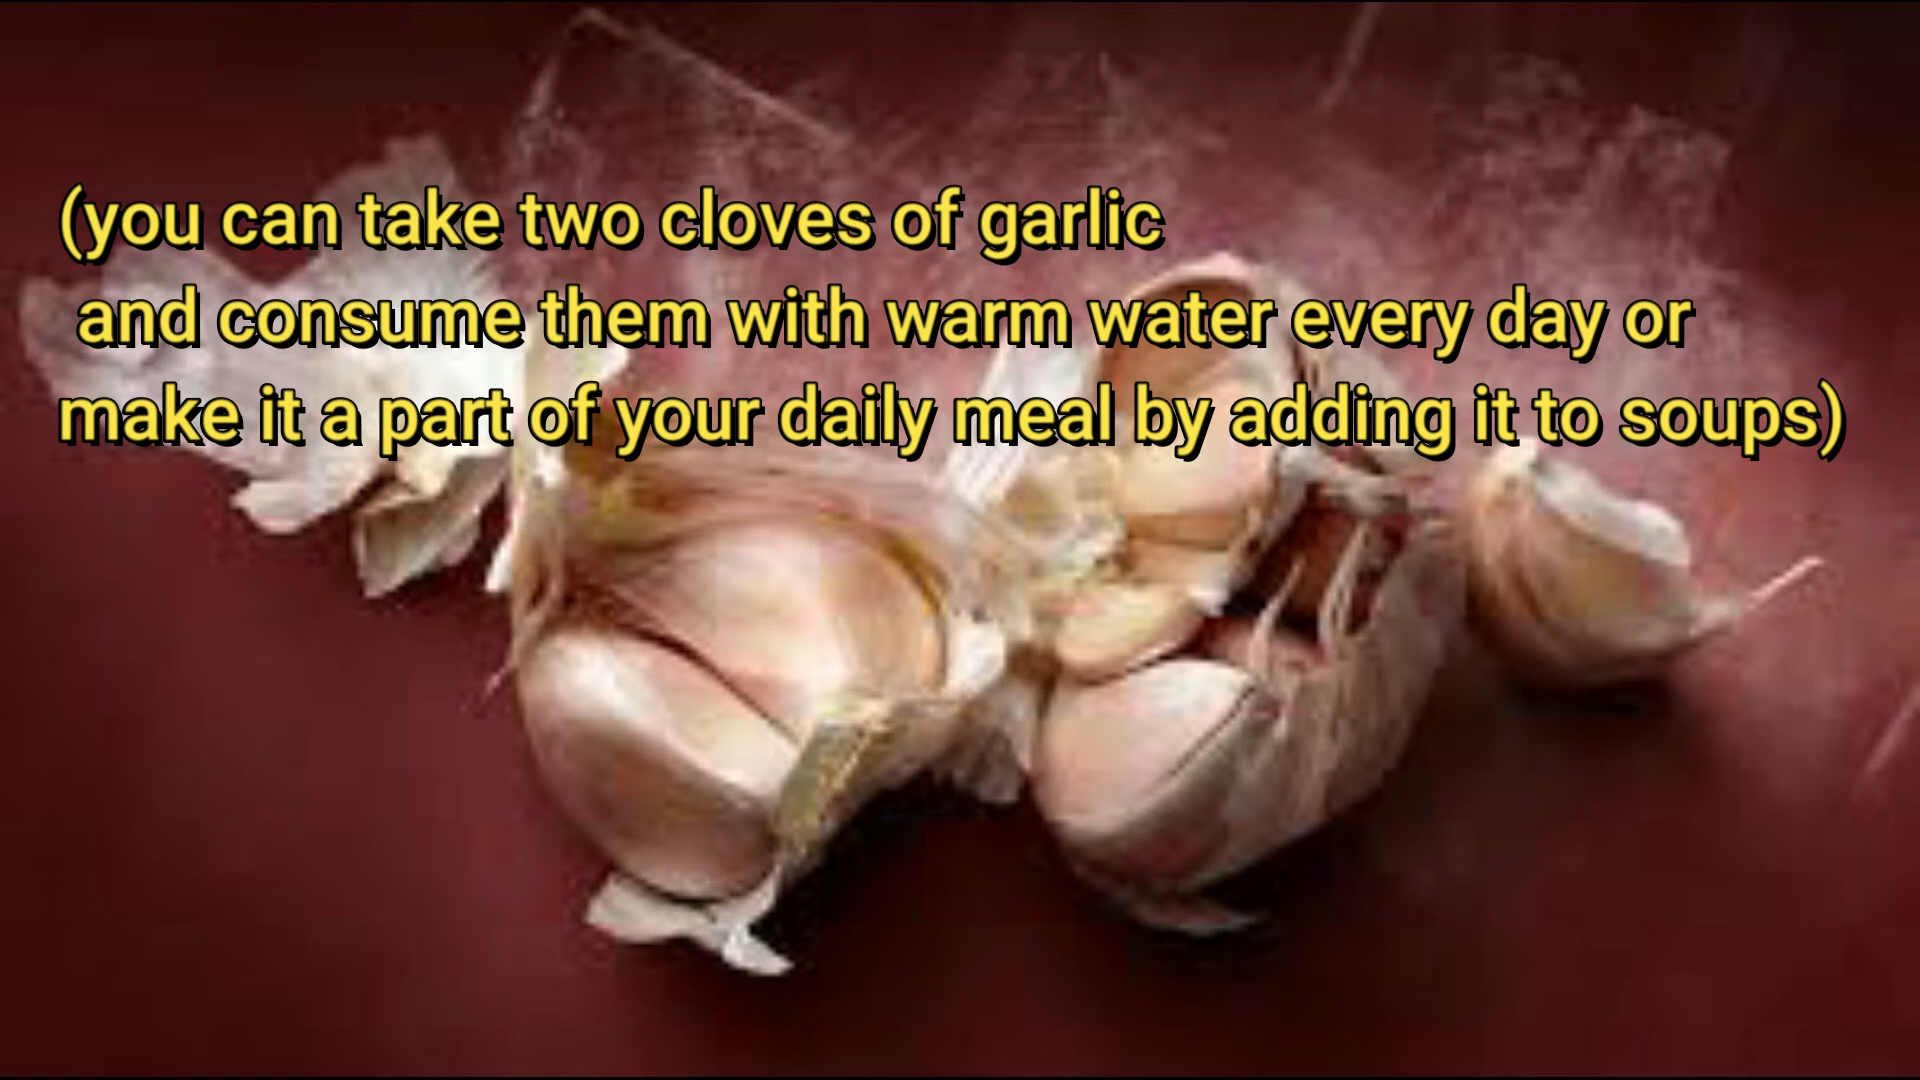 (you can take two cloves of garlic
and consume them with warm water every day or
make it a part of your daily meal by adding it to soups)